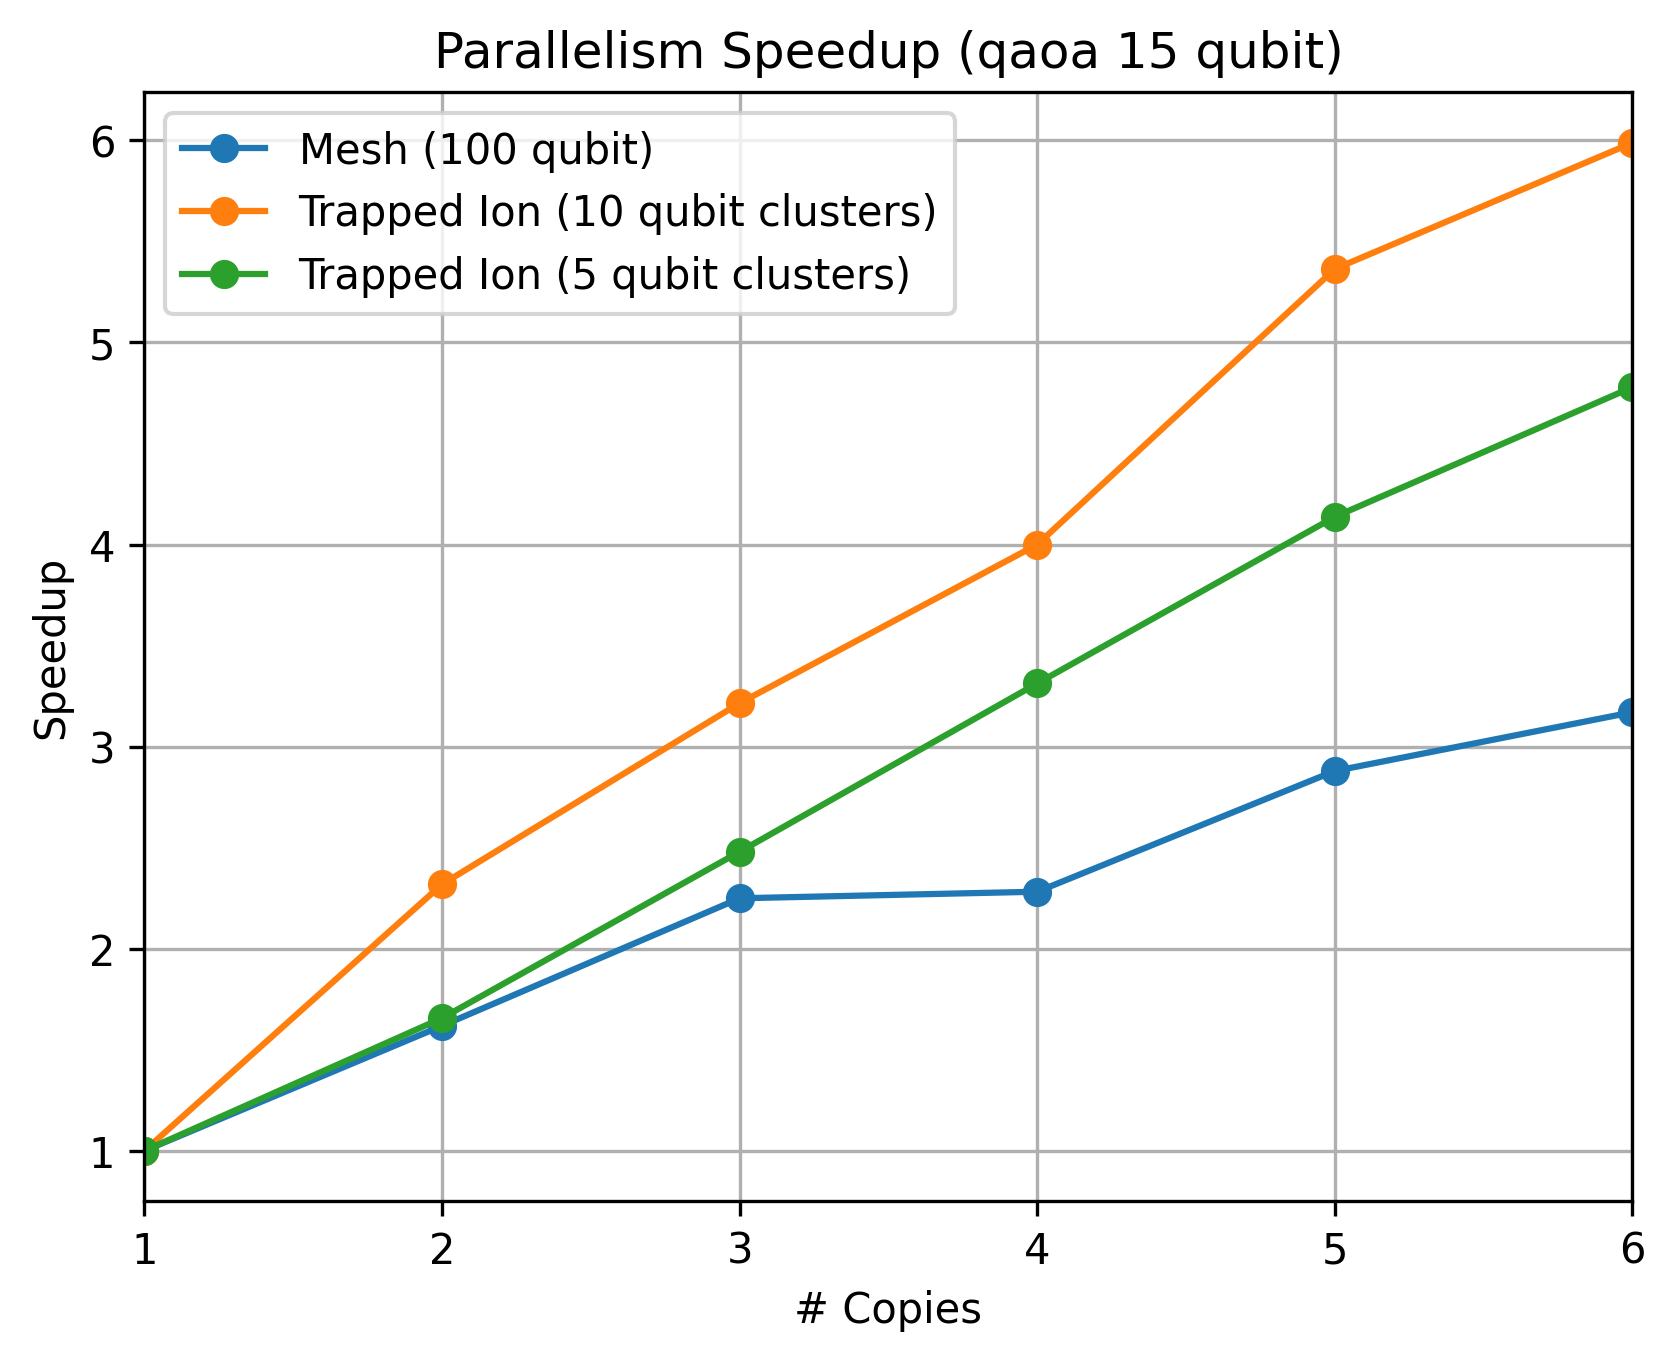 Parallelism Speedup (qaoa 15 qubit)
Mesh (100 qubit)
Trapped Ion (10 qubit clusters)
Trapped Ion (5 qubit clusters)
6
5
4
3
2
1
Speedup
1 2 3 4 5 6
# Copies